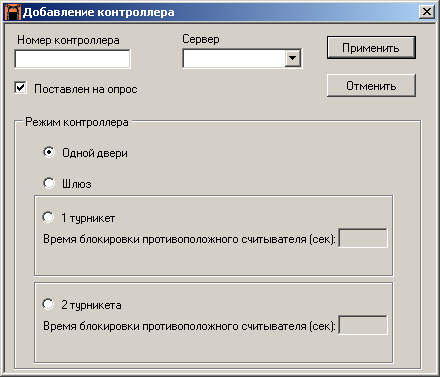 Добавление контроллера
Номер контроллера
Сервер
Применить
Поставлен на опрос
Отменить
Режим контроллера
Одной двери
Шлюз
1 турникет
Время блокировки противоположного считывателя (сек):
2 турникета
Время блокировки противоположного считывателя (сек):